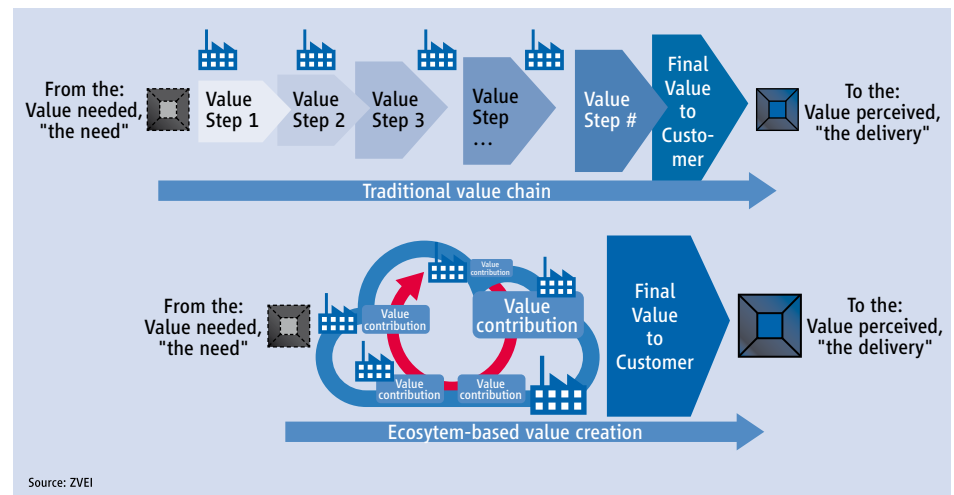 From the:
Value needed,
"the need"
Value
Step 1
Value
Step 2
Value
Step 3
Value
Step
...
Value
Step #
Final
Value
to
Custo-
mer
To the:
Value perceived,
"the delivery"
Traditional value chain
From the:
Value needed,
"the need"
Value
contribution
Value
contribution
Value
contribution
Value
contribution
Value
contribution
Final
Value
to
Customer
To the:
Value perceived,
"the delivery"
Ecosytem-based value creation
Source: ZVEI